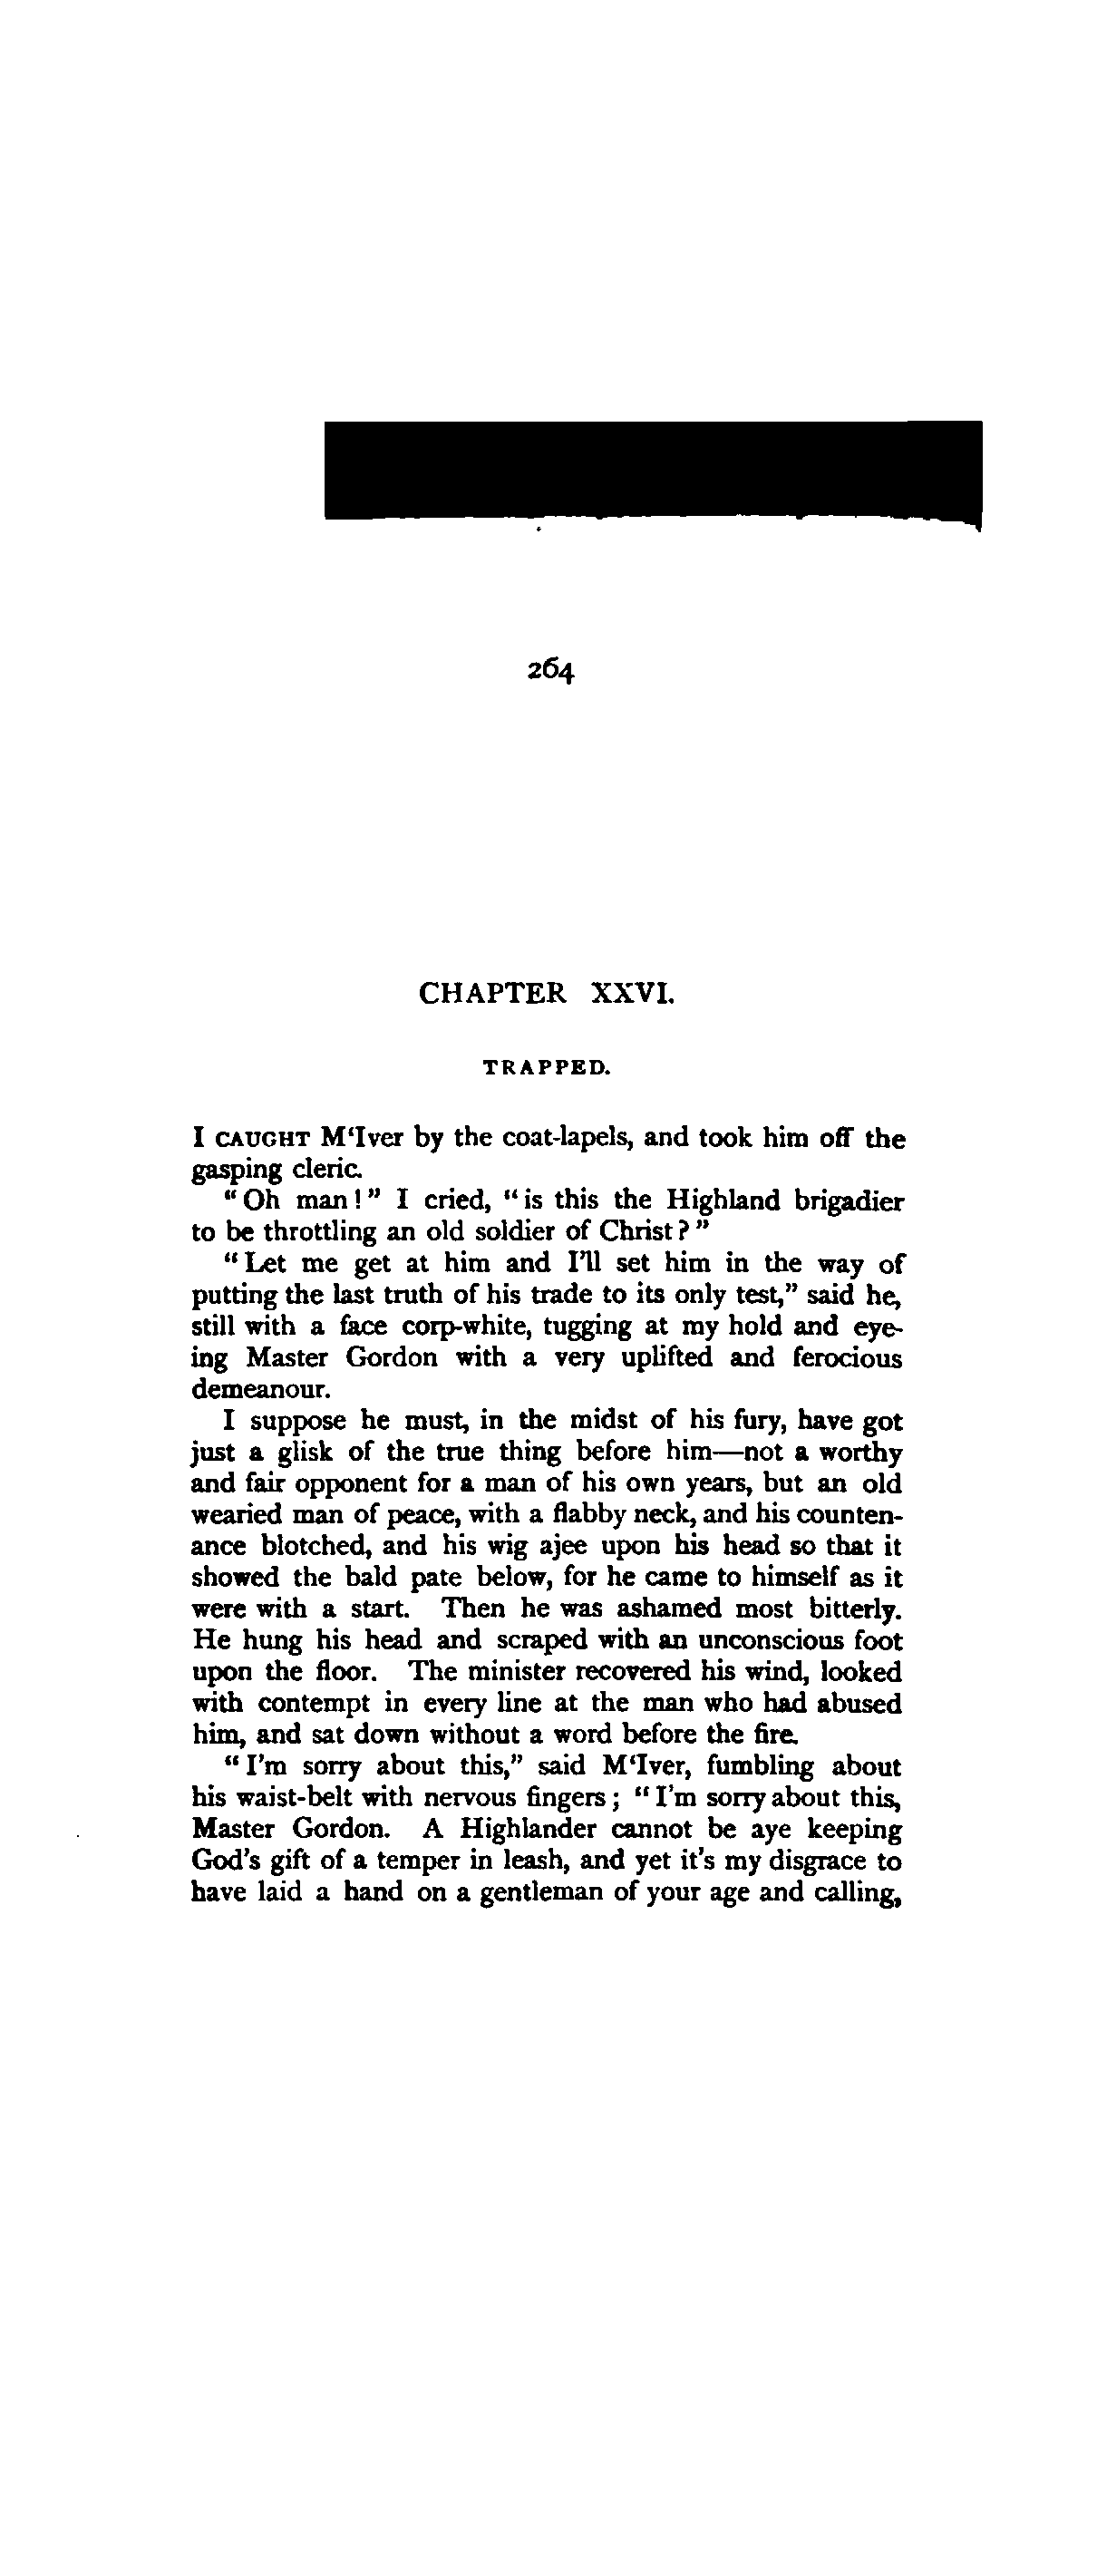 264
CHAPTER XXVI.
TRAPPED.
I CAUGHT M‘Iver by the coat-lapels, and took him off the
gasping cleric.
“Oh man!” I cried, “is this the Highland brigadier
to be throttling an old soldier of Christ?”
“Let me get at him and I’ll set him in the way of
putting the last truth of his trade to its only test,” said he,
still with a face corp-white, tugging at my hold and eye-
ing Master Gordon with a very uplifted and ferocious
demeanour.
I suppose he must, in the midst of his fury, have got
just a glisk of the true thing before him—not a worthy
and fair opponent for a man of his own years, but an old
wearied man of peace, with a flabby neck, and his counten-
ance blotched, and his wig ajee upon his head so that it
showed the bald pate below, for he came to himself as it
were with a start. Then he was ashamed most bitterly.
He hung his head and scraped with an unconscious foot
upon the floor. The minister recovered his wind, looked
with contempt in every line at the man who had abused
him, and sat down without a word before the fire.
“I’m sorry about this,” said M‘Iver, fumbling about
his waist-belt with nervous fingers; “I’m sorry about this,
Master Gordon. A Highlander cannot be aye keeping
God’s gift of a temper in leash, and yet it’s my disgrace to
have laid a hand on a gentleman of your age and calling,